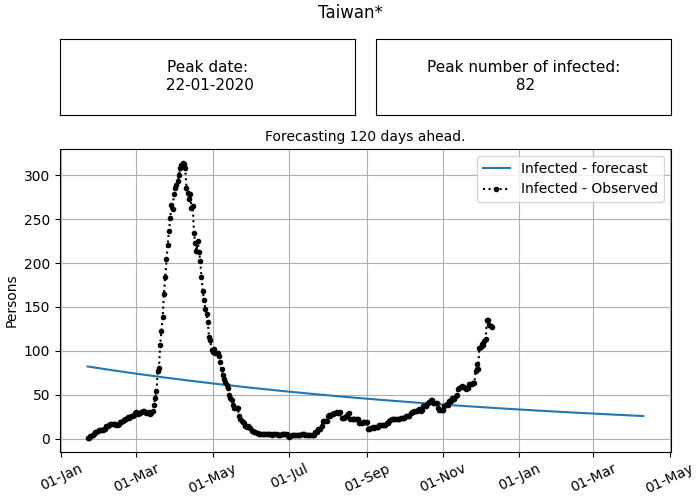 Taiwan*
Peak date:
22-01-2020
Peak number of infected:
82
Forecasting 120 days ahead.
Infected - forecast
Infected - Observed
Persons
300
250
200
150
100
50
0
01-Jan
01-Mar
01-May
01-Jul
01-Sep
01-Nov
01-Jan
01-Mar
01-May